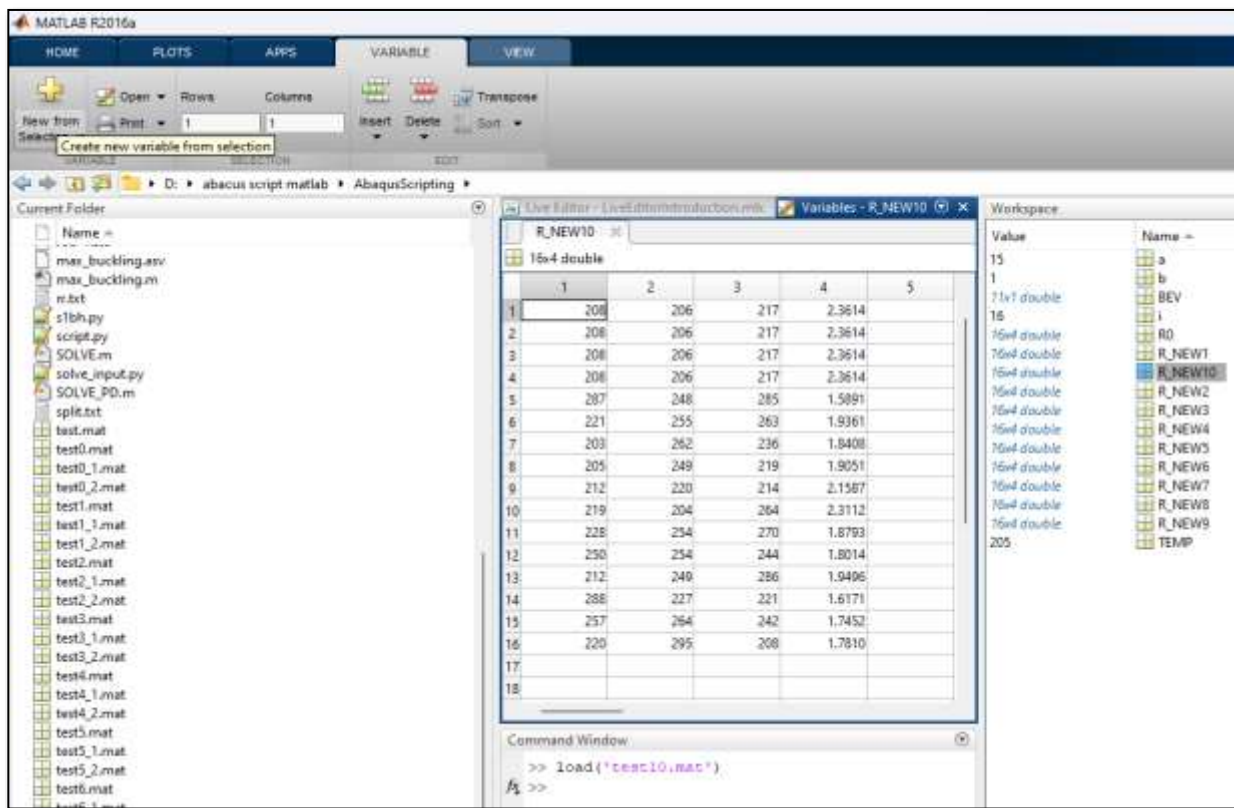 MATLAB R2016a
HOME PLOTS APPS VARIABLE VIEW
Open Rows Columns Transpose
New from Print 1 1 Insert Delete Sort
Create new variable from selection
VARIABLE SELECTION EDIT
D: abacus script matlab AbaqusScripting
Current Folder
Name
max_buckling.asv
max_buckling.m
rr.txt
s1bh.py
script.py
SOLVE.m
solve_input.py
SOLVE_PD.m
split.txt
test.mat
test0.mat
test0_1.mat
test0_2.mat
test1.mat
test1_1.mat
test1_2.mat
test2.mat
test2_1.mat
test2_2.mat
test3.mat
test3_1.mat
test3_2.mat
test4.mat
test4_1.mat
test4_2.mat
test5.mat
test5_1.mat
test5_2.mat
test6.mat
Variables - R_NEW10
R_NEW10
16x4 double
1 2 3 4 5
1 208 206 217 2.3614
2 208 206 217 2.3614
3 208 206 217 2.3614
4 208 206 217 2.3614
5 287 248 285 1.5891
6 221 255 263 1.9361
7 203 262 236 1.8408
8 205 249 219 1.9051
9 212 220 214 2.1587
10 219 204 264 2.3112
11 228 254 270 1.8793
12 250 254 244 1.8014
13 212 249 286 1.9496
14 288 227 221 1.6171
15 257 264 242 1.7452
16 220 295 208 1.7810
17
18
Command Window
>> load('test10.mat')
fx >>
Workspace
Value Name
15 a
1 b
11x1 double BEV
16 i
16x4 double R0
16x4 double R_NEW1
16x4 double R_NEW10
16x4 double R_NEW2
16x4 double R_NEW3
16x4 double R_NEW4
16x4 double R_NEW5
16x4 double R_NEW6
16x4 double R_NEW7
16x4 double R_NEW8
16x4 double R_NEW9
205 TEMP